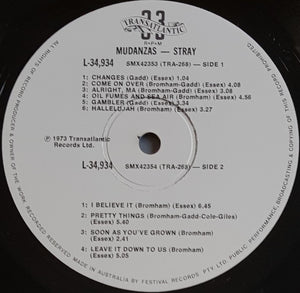 TRANSATLANTIC
33
R•P•M
MUDANZAS — STRAY
L-34,934 SMX42353 (TRA-268) - SIDE 1
1 CHANGES (Gadd) (Essex) 1.04
2 COME ON OVER (Bromham-Gadd) (Essex) 4.08
3 ALRIGHT, MA (Bromham-Gadd) (Essex) 3.08
4 OIL FUMES AND SEA AIR (Bromham) (Essex) 4.56
5 GAMBLER (Gadd) (Essex) 3.34
6 HALLELUJAH (Bromham) (Essex) 3.27
℗ 1973 Transatlantic
Records Ltd.
L-34,934 SMX42354 (TRA-268) — SIDE 2
1 I BELIEVE IT (Bromham) (Essex) 6.45
2 PRETTY THINGS (Bromham-Gadd-Cole-Giles)
(Essex) 5.40
3 SOON AS YOU'VE GROWN (Bromham)
(Essex) 5.41
4 LEAVE IT DOWN TO US (Bromham)
(Essex) 5.05
ALL RIGHTS OF RECORD PRODUCER & OWNER OF THE WORK RECORDED RESERVED
MADE IN AUSTRALIA BY FESTIVAL RECORDS PTY. LTD. PUBLIC PERFORMANCE, BROADCASTING & COPYING OF THIS RECORD PROHIBITED